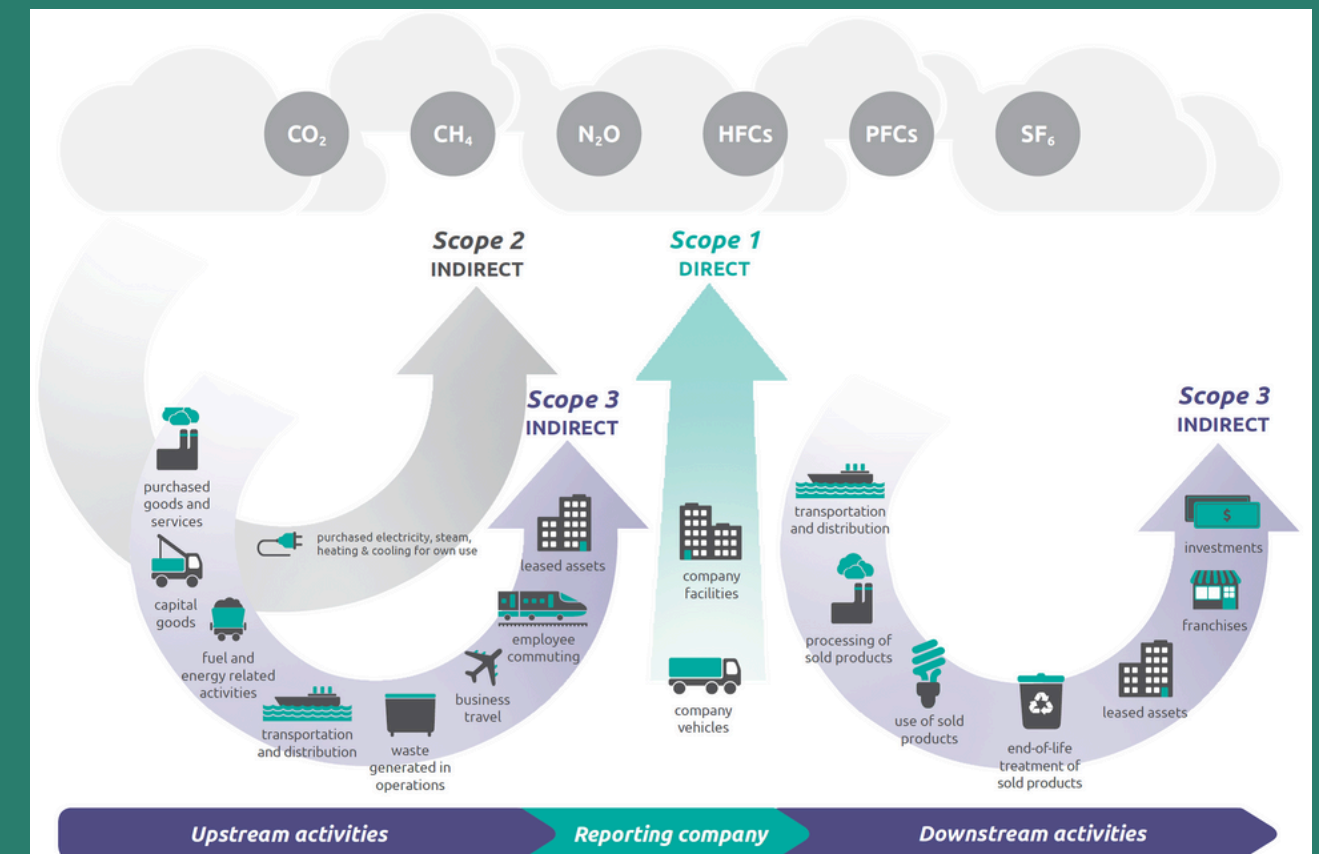 CO₂
CH₄
N₂O
HFCs
PFCs
SF₆
Scope 2
INDIRECT
Scope 1
DIRECT
Scope 3
INDIRECT
Scope 3
INDIRECT
purchased
goods and
services
capital
goods
fuel and
energy related
activities
transportation
and distribution
waste
generated in
operations
business
travel
employee
commuting
leased assets
purchased electricity, steam,
heating & cooling for own use
company
facilities
company
vehicles
transportation
and distribution
processing of
sold products
use of sold
products
end-of-life
treatment of
sold products
leased assets
franchises
$
investments
Upstream activities
Reporting company
Downstream activities